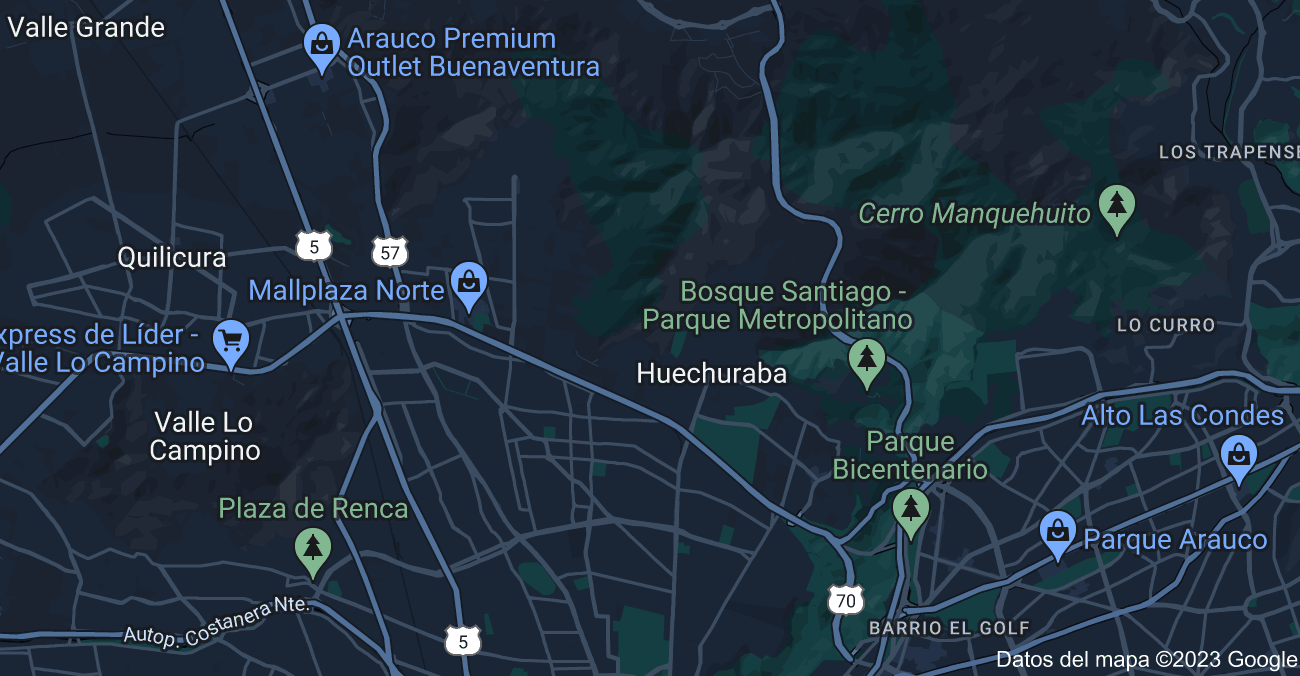 Valle Grande
Arauco Premium
Outlet Buenaventura
LOS TRAPENSE
Cerro Manquehuito
5
57
Quilicura
Mallplaza Norte
Bosque Santiago -
Parque Metropolitano
LO CURRO
xpress de Líder -
Valle Lo Campino
Huechuraba
Valle Lo
Campino
Alto Las Condes
Parque
Bicentenario
Plaza de Renca
Parque Arauco
70
Autop. Costanera Nte.
5
BARRIO EL GOLF
Datos del mapa ©2023 Google